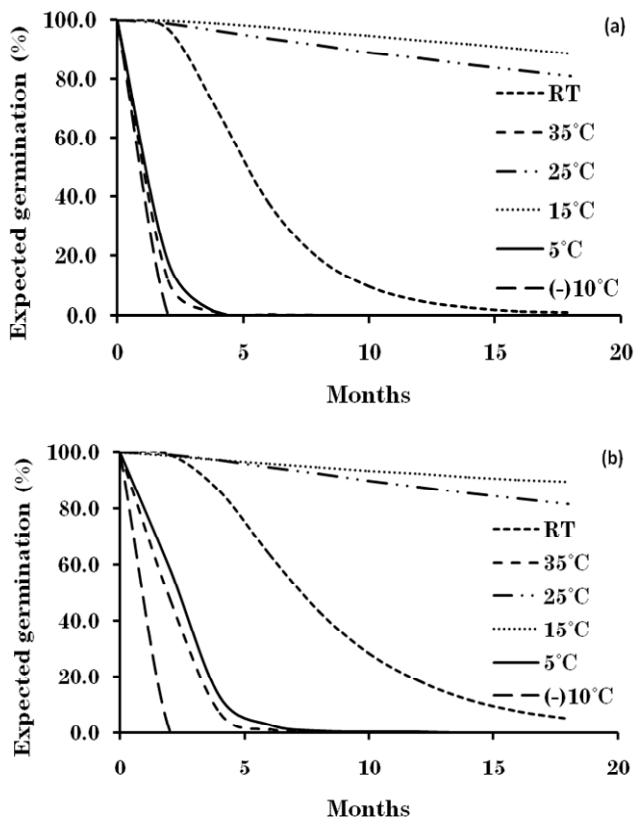 (a)
Expected germination (%)
100.0
80.0
60.0
40.0
20.0
0.0
RT
35°C
25°C
15°C
5°C
(-)10°C
0
5
10
15
20
Months
(b)
Expected germination (%)
100.0
80.0
60.0
40.0
20.0
0.0
RT
35°C
25°C
15°C
5°C
(-)10°C
0
5
10
15
20
Months